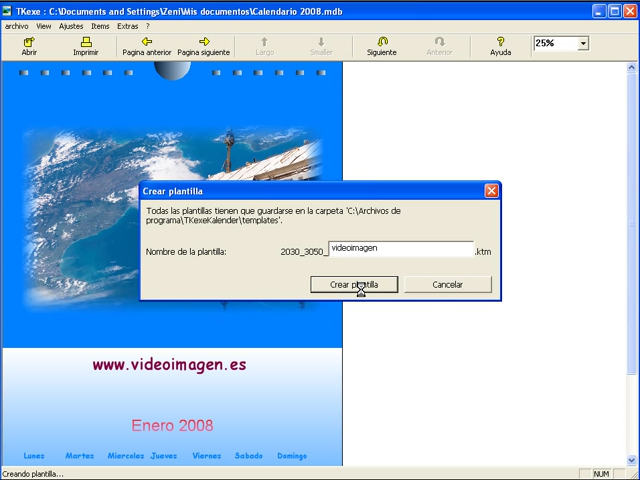 TKexe : C:\Documents and Settings\Zeni\Mis documentos\Calendario 2008.mdb
archivo View Ajustes Items Extras ?
Abrir Imprimir Pagina anterior Pagina siguiente Largo Smaller Siguiente Anterior Ayuda 25%
Crear plantilla
Todas las plantillas tienen que guardarse en la carpeta 'C:\Archivos de
programa\TKexeKalender\templates'.
Nombre de la plantilla: 2030_3050_ videoimagen .ktm
Crear plantilla Cancelar
www.videoimagen.es
Enero 2008
Lunes Martes Miercoles Jueves Viernes Sabado Domingo
Creando plantilla... NUM